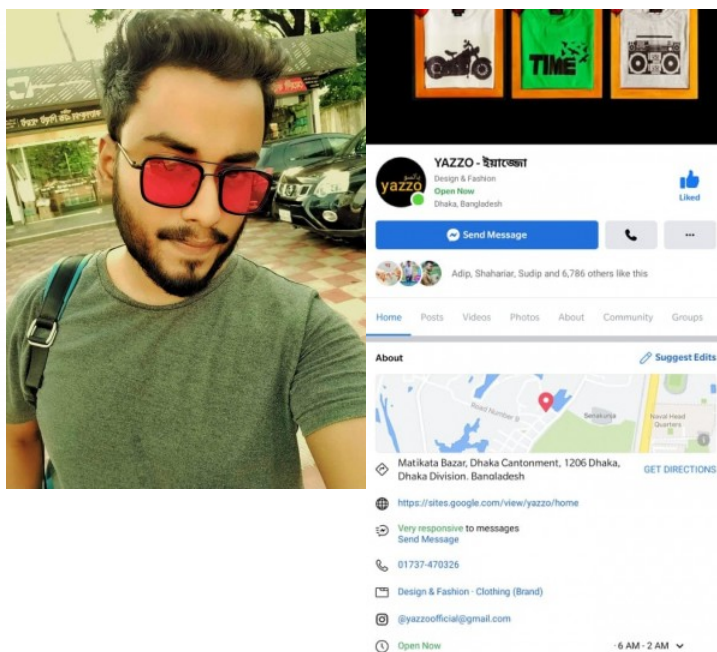 TIME
YAZZO - ইয়াজ্জো
Design & Fashion
Open Now
Dhaka, Bangladesh
yazzo
Liked
Send Message
Adip, Shahariar, Sudip and 6,786 others like this
Home Posts Videos Photos About Community Groups
About
Suggest Edits
Road Number 9
Senakunja
Naval Head
Quarters
Matikata Bazar, Dhaka Cantonment, 1206 Dhaka,
Dhaka Division, Bangladesh
GET DIRECTIONS
https://sites.google.com/view/yazzo/home
Very responsive to messages
Send Message
01737-470326
Design & Fashion · Clothing (Brand)
@yazzoofficial@gmail.com
Open Now · 6 AM - 2 AM